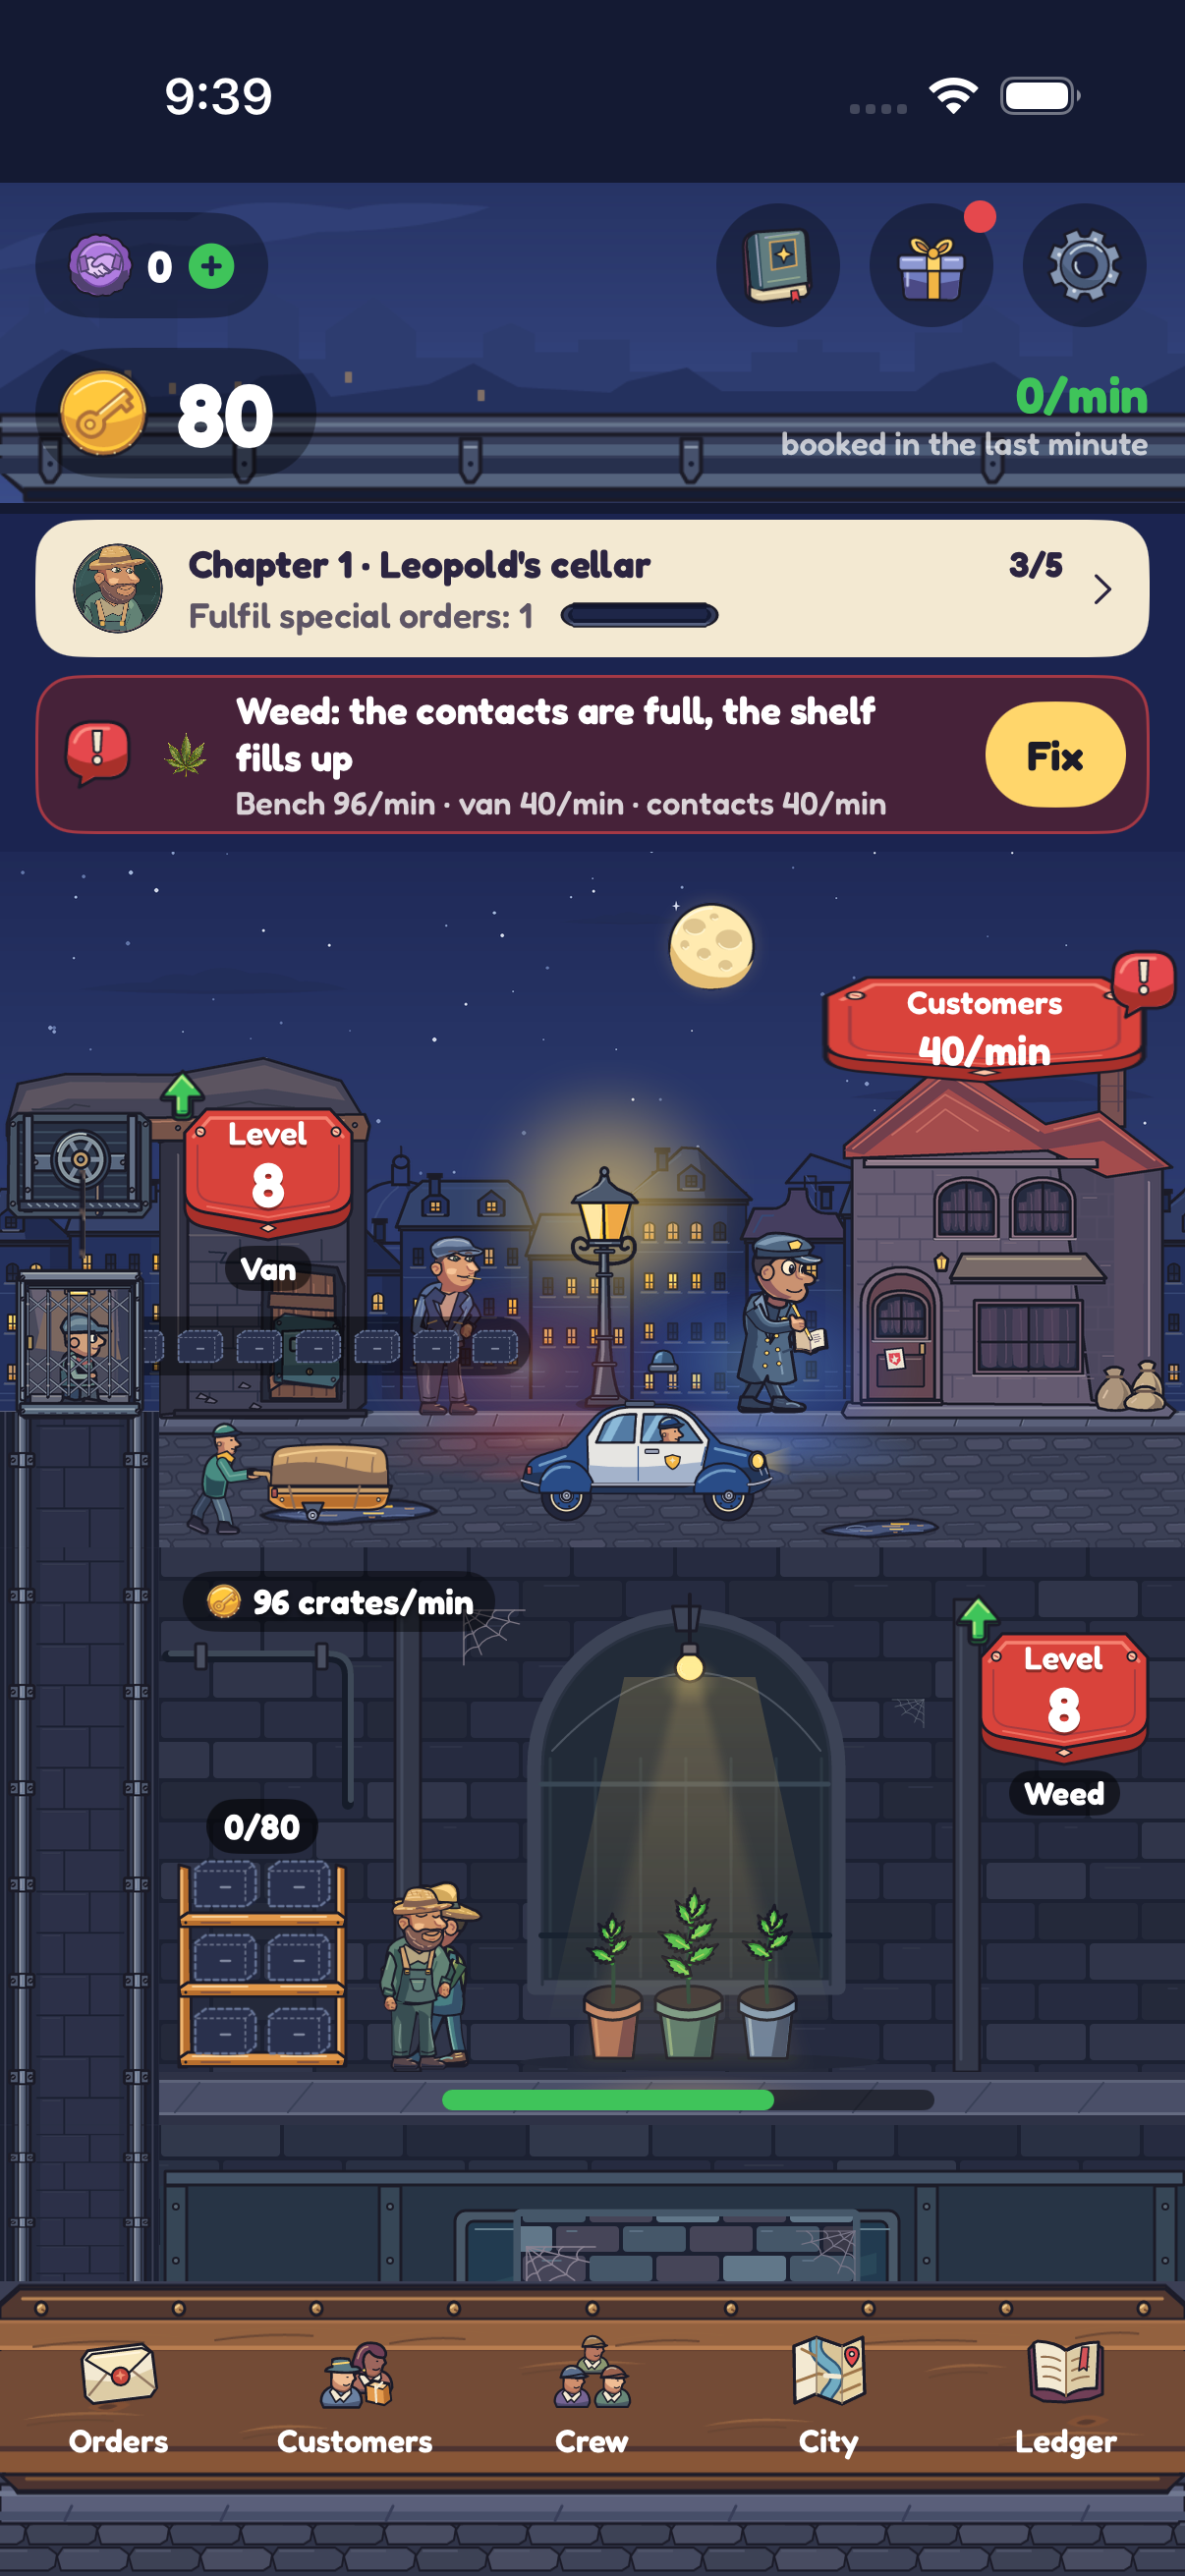 9:39
0
80
0/min
booked in the last minute
Chapter 1 · Leopold's cellar
3/5
Fulfil special orders: 1
Weed: the contacts are full, the shelf
fills up
Bench 96/min · van 40/min · contacts 40/min
Fix
Customers
40/min
Level
8
Van
96 crates/min
Level
8
Weed
0/80
Orders
Customers
Crew
City
Ledger